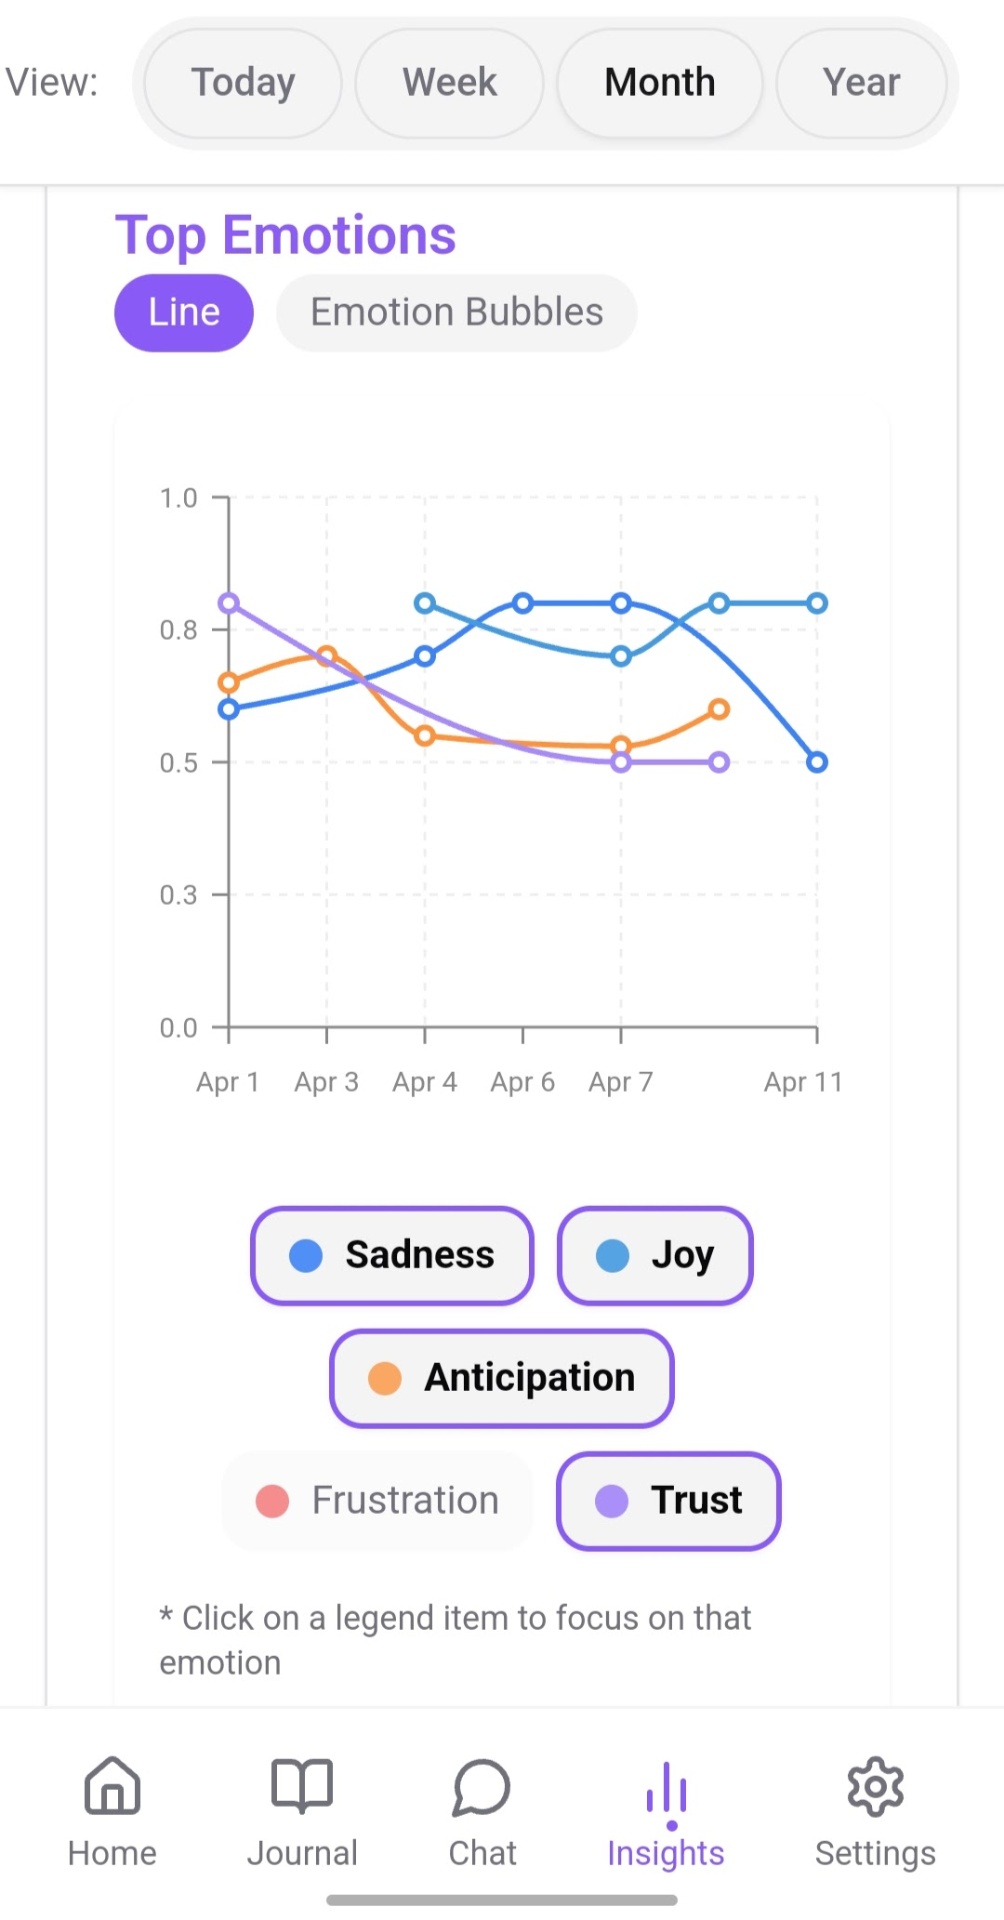 View: Today Week Month Year
Top Emotions
Line Emotion Bubbles
1.0
0.8
0.5
0.3
0.0
Apr 1 Apr 3 Apr 4 Apr 6 Apr 7 Apr 11
Sadness Joy
Anticipation
Frustration Trust
* Click on a legend item to focus on that
emotion
Home Journal Chat Insights Settings